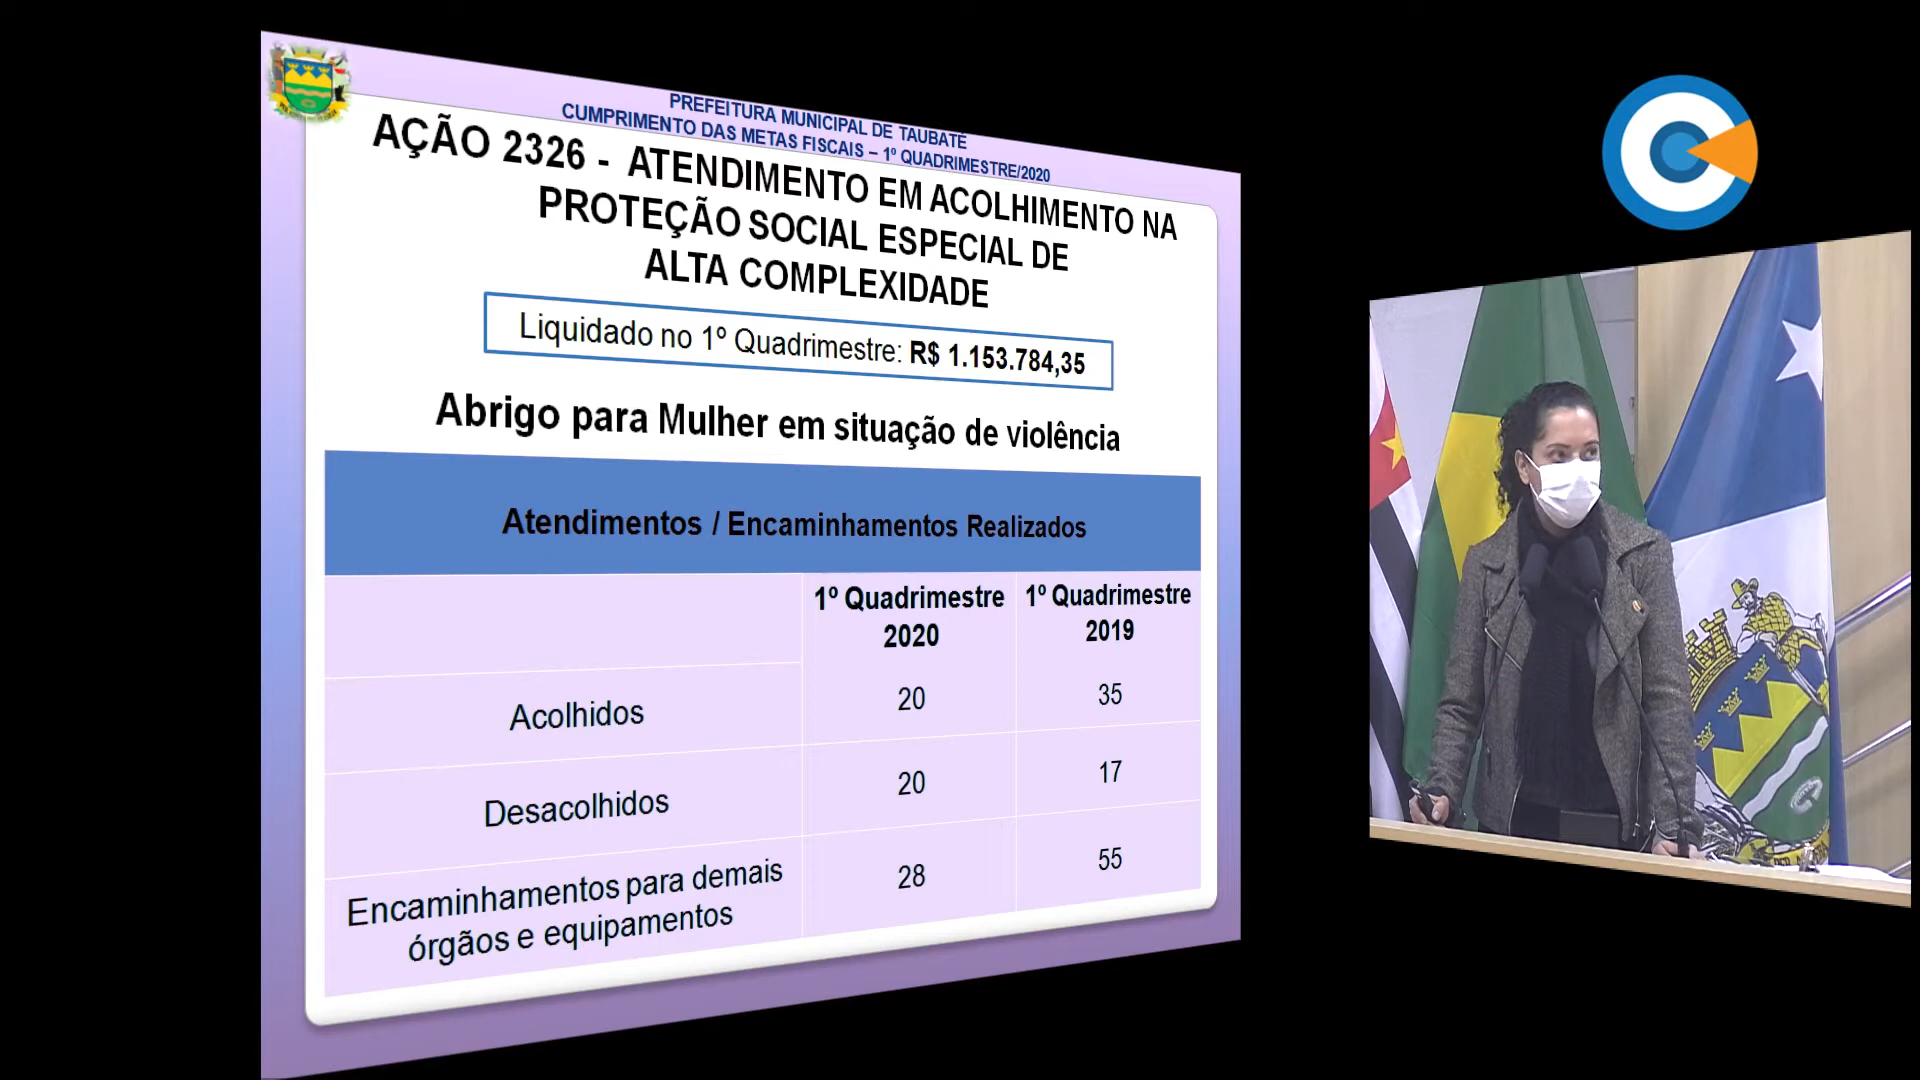 PREFEITURA MUNICIPAL DE TAUBATÉ
CUMPRIMENTO DAS METAS FISCAIS – 1º QUADRIMESTRE/2020
AÇÃO 2326 - ATENDIMENTO EM ACOLHIMENTO NA
PROTEÇÃO SOCIAL ESPECIAL DE
ALTA COMPLEXIDADE
Liquidado no 1º Quadrimestre: R$ 1.153.784,35
Abrigo para Mulher em situação de violência
Atendimentos / Encaminhamentos Realizados
1º Quadrimestre 2020
1º Quadrimestre 2019
Acolhidos 20 35
Desacolhidos 20 17
Encaminhamentos para demais
órgãos e equipamentos 28 55